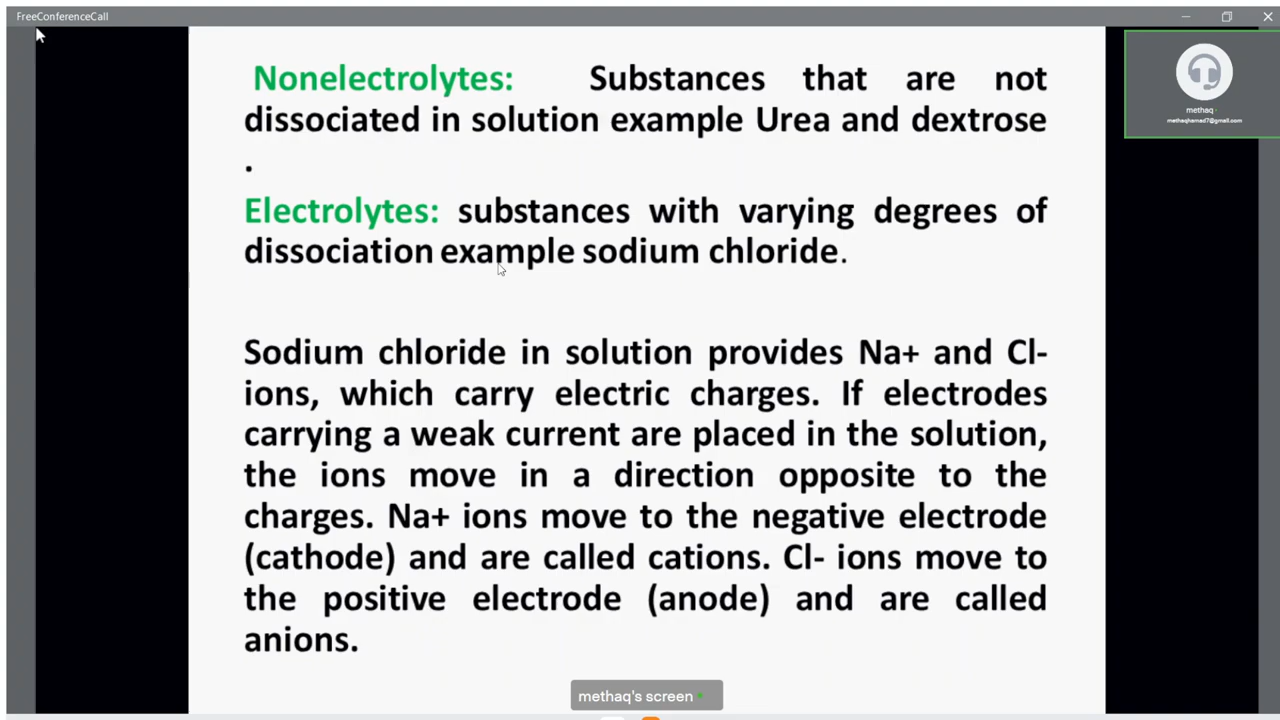 FreeConferenceCall
Nonelectrolytes: Substances that are not
dissociated in solution example Urea and dextrose
.
Electrolytes: substances with varying degrees of
dissociation example sodium chloride.
Sodium chloride in solution provides Na+ and Cl-
ions, which carry electric charges. If electrodes
carrying a weak current are placed in the solution,
the ions move in a direction opposite to the
charges. Na+ ions move to the negative electrode
(cathode) and are called cations. Cl- ions move to
the positive electrode (anode) and are called
anions.
methaq
methaqhamad7@gmail.com
methaq's screen